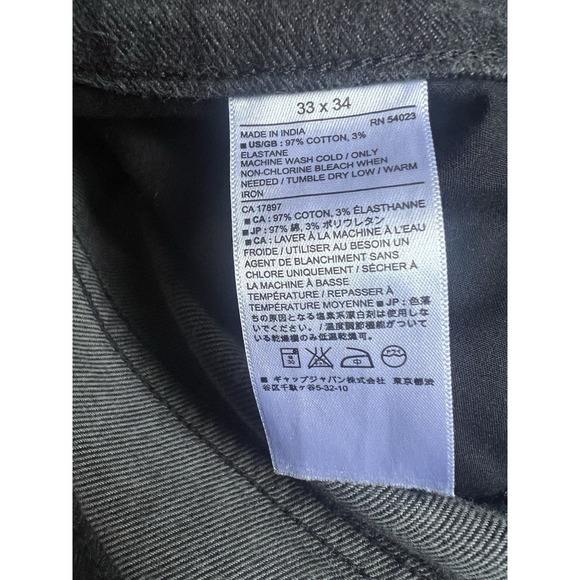 33 x 34
MADE IN INDIA RN 54023
■ US/GB : 97% COTTON, 3%
ELASTANE
MACHINE WASH COLD / ONLY
NON-CHLORINE BLEACH WHEN
NEEDED / TUMBLE DRY LOW / WARM
IRON
CA 17897
■ CA : 97% COTTON, 3% ÉLASTHANNE
■ JP : 97% 綿, 3% ポリウレタン
■ CA : LAVER À LA MACHINE À L'EAU
FROIDE / UTILISER AU BESOIN UN
AGENT DE BLANCHIMENT SANS
CHLORE UNIQUEMENT / SÉCHER À
LA MACHINE À BASSE
TEMPÉRATURE / REPASSER À
TEMPÉRATURE MOYENNE ■ JP : 色落
ちの原因となる塩素系漂白剤は使用しな
いでください。/ 温度調節機能がついて
いる乾燥機のみ低温乾燥可。
■ ギャップジャパン株式会社 東京都渋
谷区千駄ヶ谷5-32-10